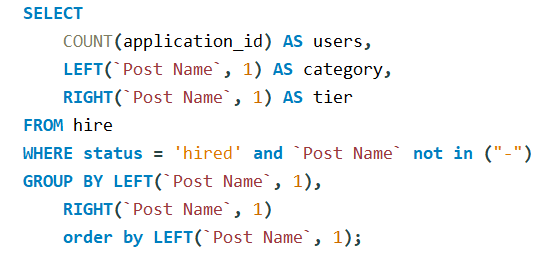 SELECT
COUNT(application_id) AS users,
LEFT(`Post Name`, 1) AS category,
RIGHT(`Post Name`, 1) AS tier
FROM hire
WHERE status = 'hired' and `Post Name` not in ("-")
GROUP BY LEFT(`Post Name`, 1),
RIGHT(`Post Name`, 1)
order by LEFT(`Post Name`, 1);